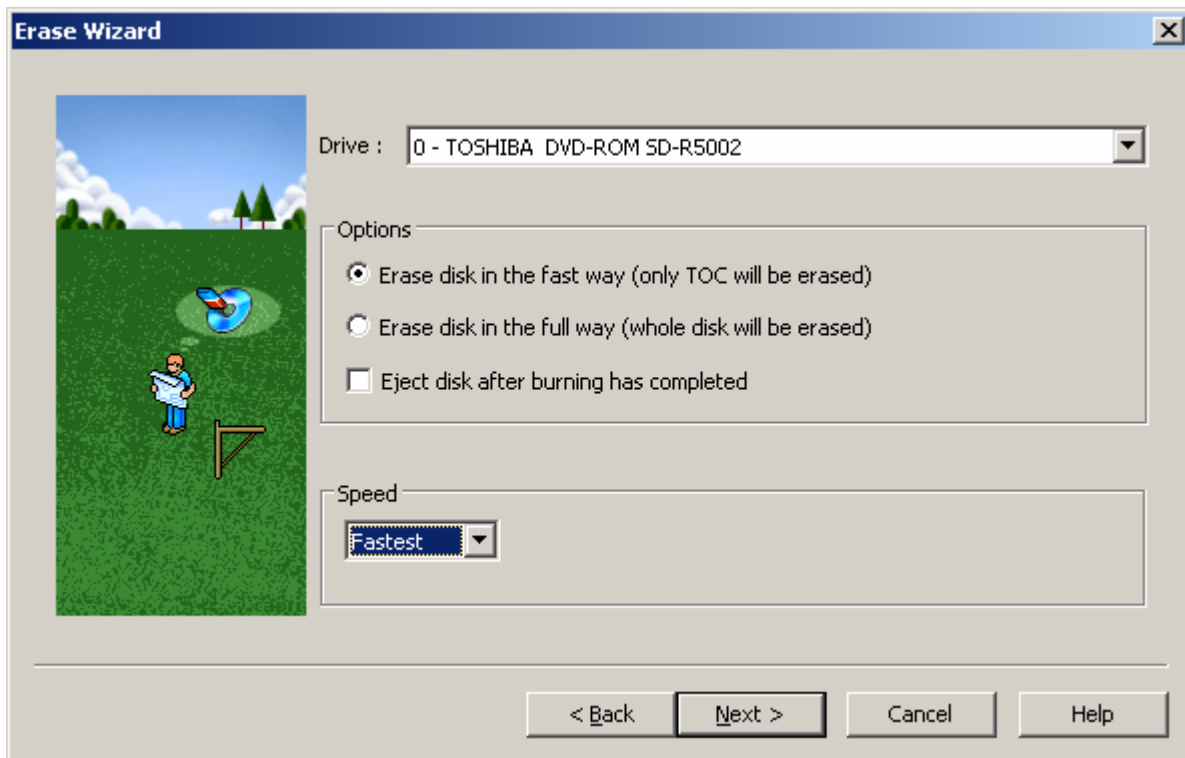 Erase Wizard
Drive : 0 - TOSHIBA DVD-ROM SD-R5002
Options
Erase disk in the fast way (only TOC will be erased)
Erase disk in the full way (whole disk will be erased)
Eject disk after burning has completed
Speed
Fastest
< Back Next > Cancel Help